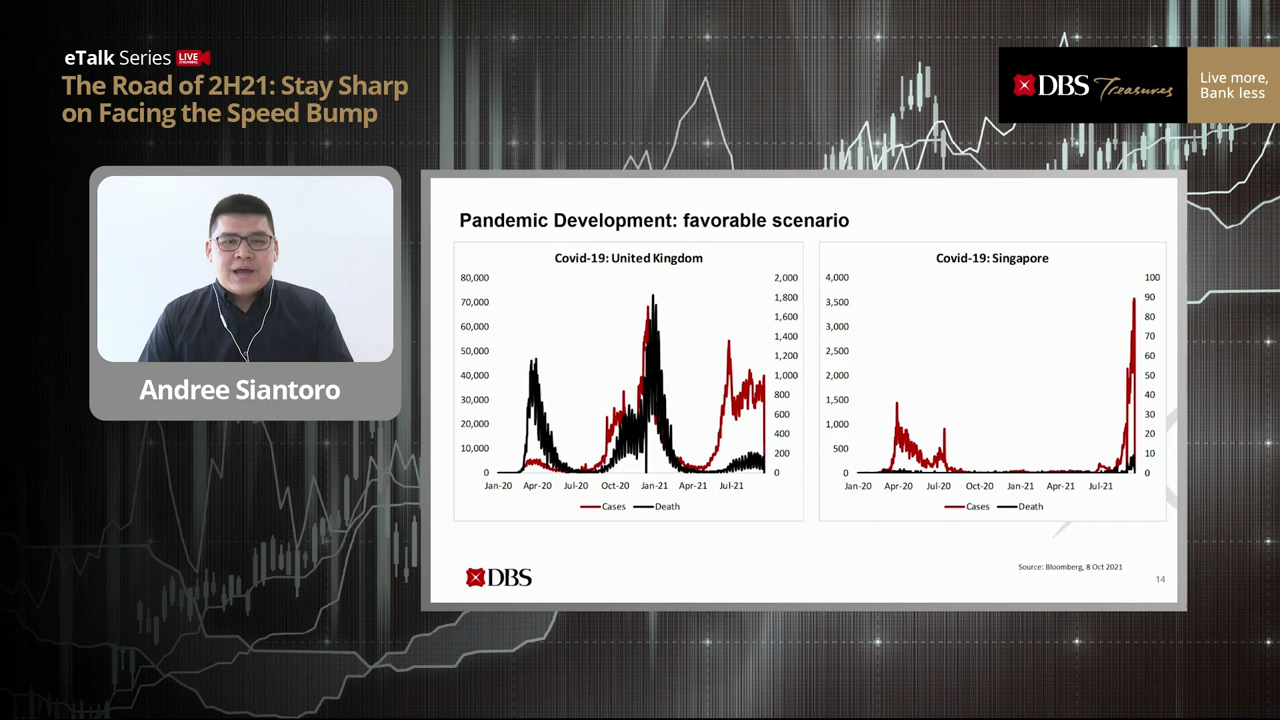 eTalk Series LIVE
STREAMING
The Road of 2H21: Stay Sharp
on Facing the Speed Bump
DBS Treasures
Live more,
Bank less
Andree Siantoro
Pandemic Development: favorable scenario
Covid-19: United Kingdom
80,000
70,000
60,000
50,000
40,000
30,000
20,000
10,000
0
2,000
1,800
1,600
1,400
1,200
1,000
800
600
400
200
0
Jan-20 Apr-20 Jul-20 Oct-20 Jan-21 Apr-21 Jul-21
Cases Death
Covid-19: Singapore
4,000
3,500
3,000
2,500
2,000
1,500
1,000
500
0
100
90
80
70
60
50
40
30
20
10
0
Jan-20 Apr-20 Jul-20 Oct-20 Jan-21 Apr-21 Jul-21
Cases Death
Source: Bloomberg, 8 Oct 2021
DBS
14